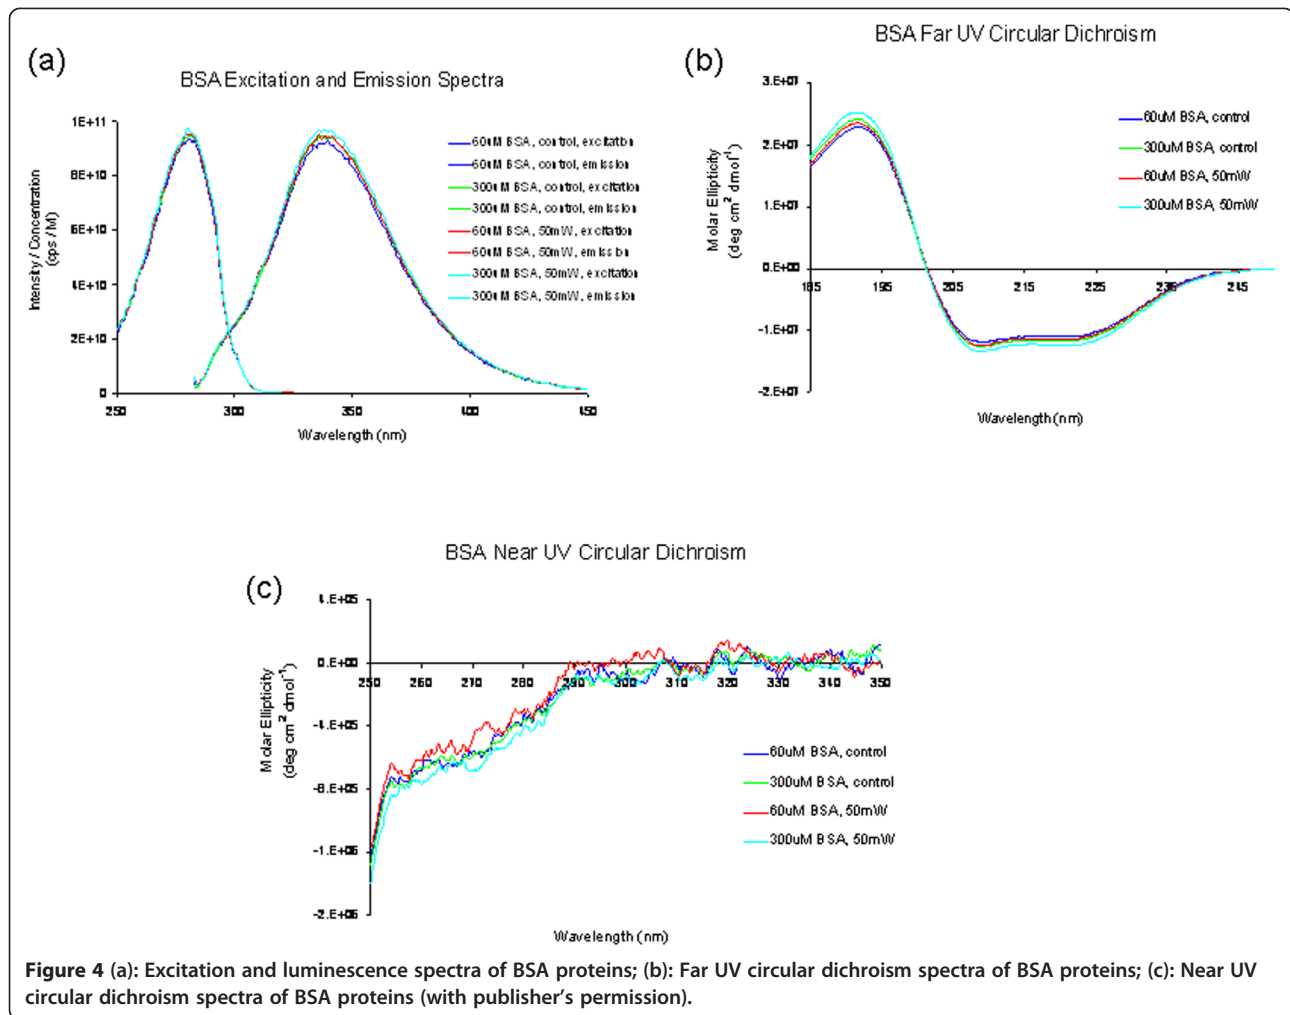 (a)
BSA Excitation and Emission Spectra
1E+11
8E+10
6E+10
4E+10
2E+10
0
250 300 350 400 450
Intensity / Concentration
(cps / M)
Wavelength (nm)
60uM BSA, control, excitation
60uM BSA, control, emission
300uM BSA, control, excitation
300uM BSA, control, emission
60uM BSA, 50mW, excitation
60uM BSA, 50mW, emission
300uM BSA, 50mW, excitation
300uM BSA, 50mW, emission
(b)
BSA Far UV Circular Dichroism
3.E+07
2.E+07
1.E+07
0.E+00
-1.E+07
-2.E+07
185 195 205 215 225 235 245
Molar Ellipticity
(deg cm² dmol⁻¹)
Wavelength (nm)
60uM BSA, control
300uM BSA, control
60uM BSA, 50mW
300uM BSA, 50mW
(c)
BSA Near UV Circular Dichroism
0.E+00
-1.E+06
-2.E+06
250 260 270 280 290 300 310 320 330 340 350
Molar Ellipticity
(deg cm² dmol⁻¹)
Wavelength (nm)
60uM BSA, control
300uM BSA, control
60uM BSA, 50mW
300uM BSA, 50mW
Figure 4 (a): Excitation and luminescence spectra of BSA proteins; (b): Far UV circular dichroism spectra of BSA proteins; (c): Near UV
circular dichroism spectra of BSA proteins (with publisher's permission).